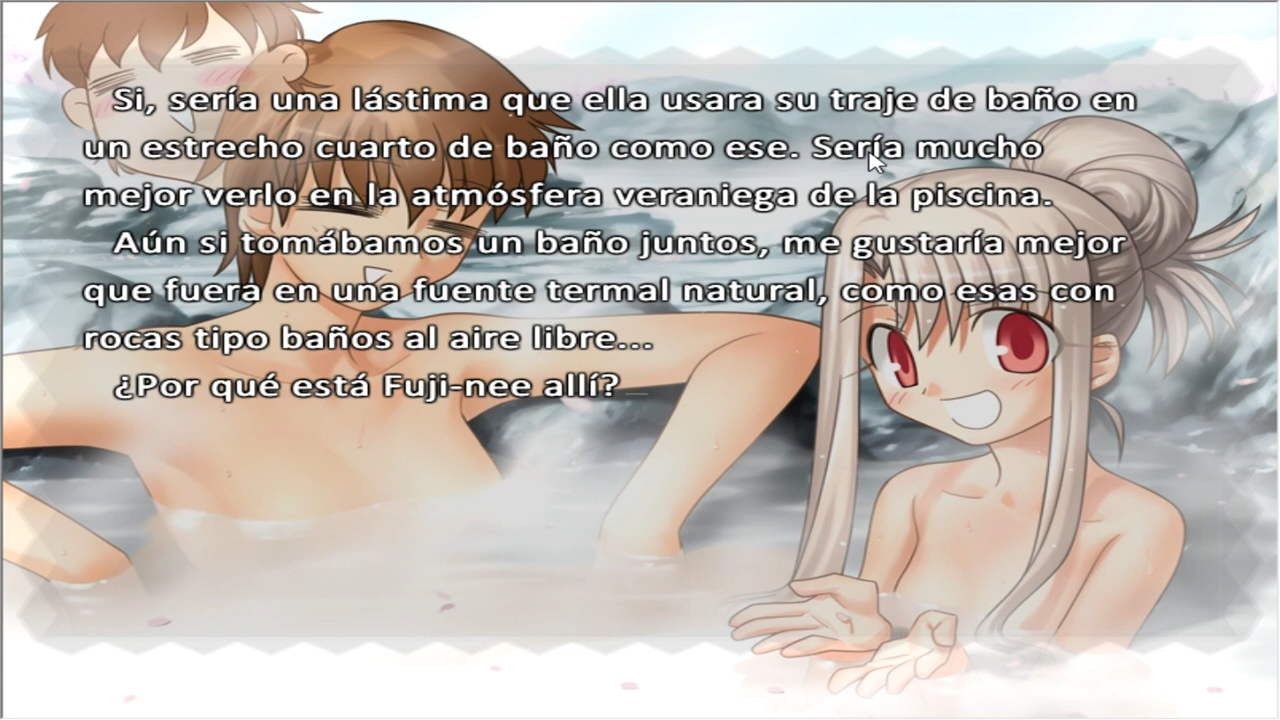 Si, sería una lástima que ella usara su traje de baño en
un estrecho cuarto de baño como ese. Sería mucho
mejor verlo en la atmósfera veraniega de la piscina.
Aún si tomábamos un baño juntos, me gustaría mejor
que fuera en una fuente termal natural, como esas con
rocas tipo baños al aire libre...
¿Por qué está Fuji-nee allí?